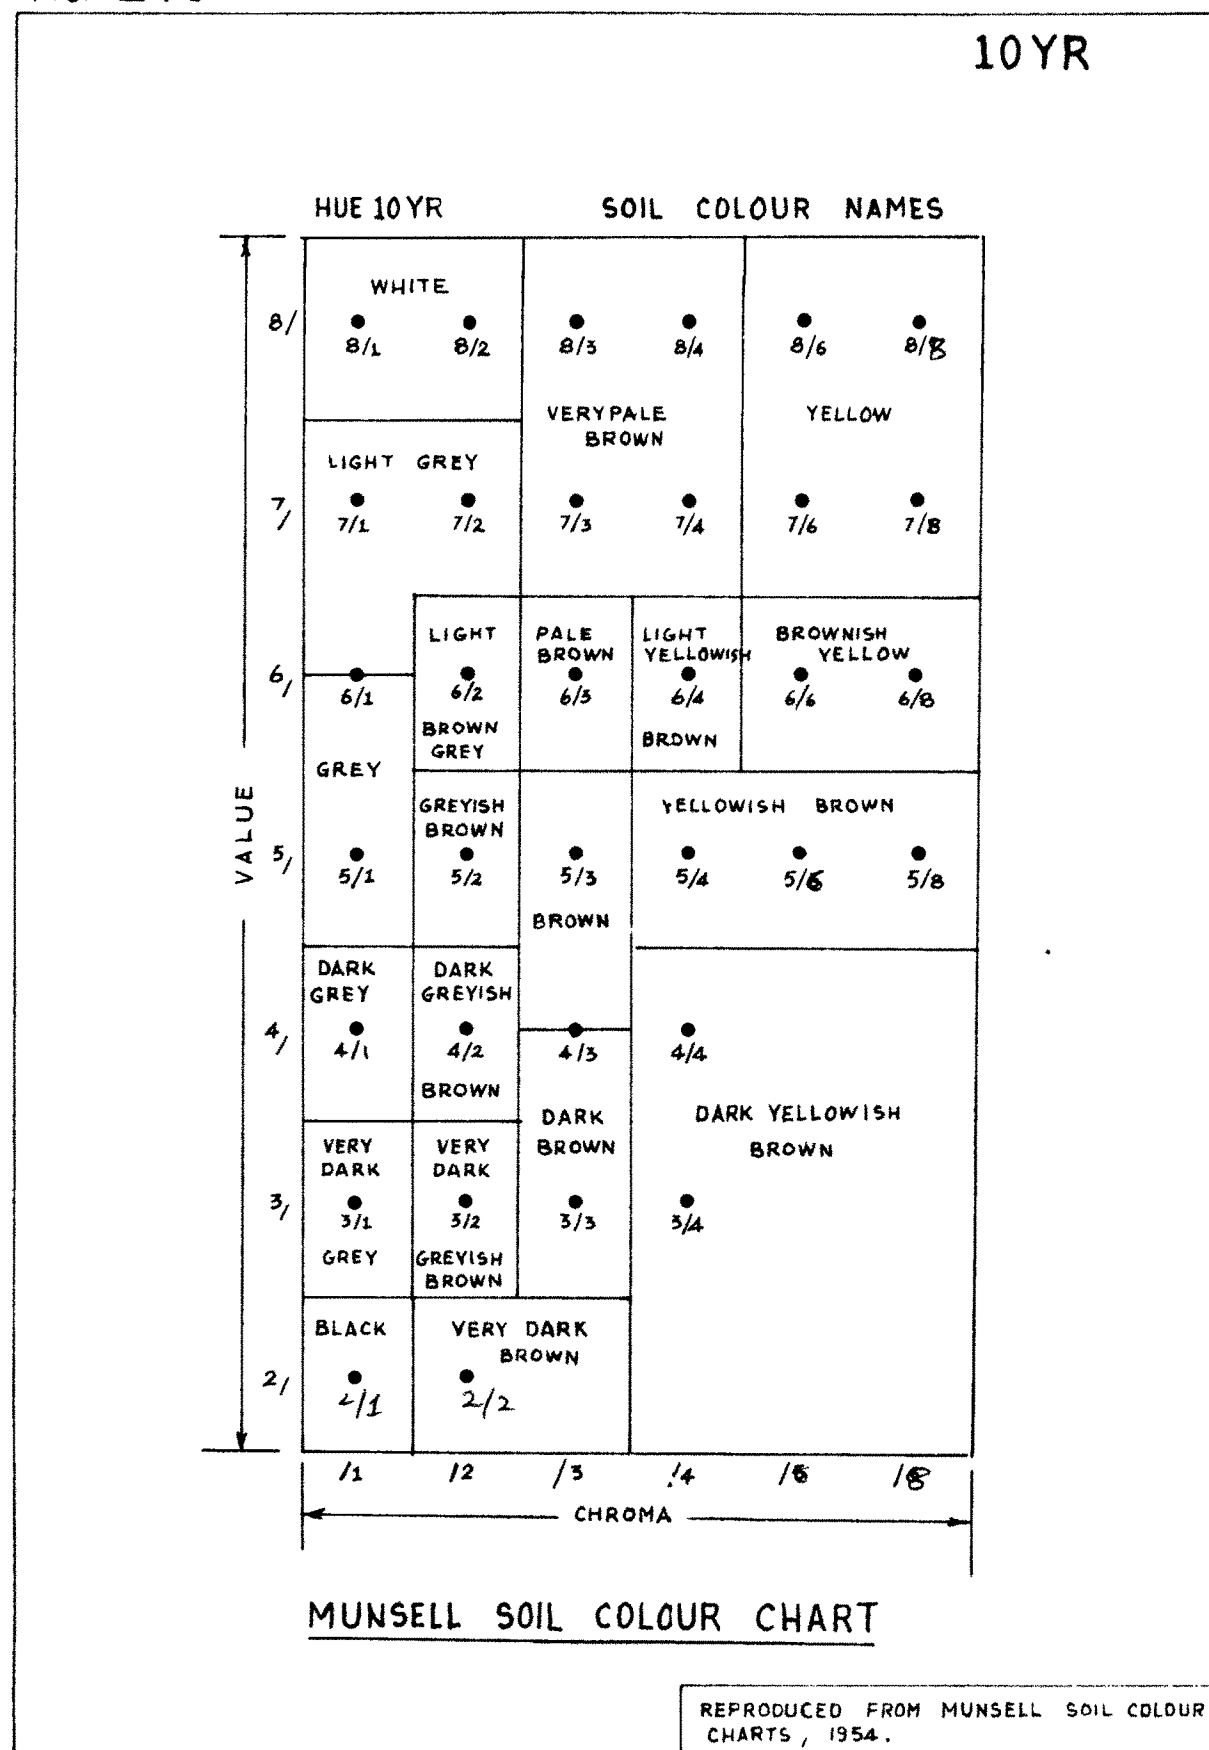 10YR
HUE 10YR SOIL COLOUR NAMES
WHITE
8/
8/1 8/2 8/3 8/4 8/6 8/8
VERY PALE
BROWN
YELLOW
LIGHT GREY
7/
7/1 7/2 7/3 7/4 7/6 7/8
LIGHT
PALE
BROWN
LIGHT
YELLOWISH
BROWNISH
YELLOW
6/
6/1 6/2 6/3 6/4 6/6 6/8
BROWN
GREY
BROWN
GREY
GREYISH
BROWN
YELLOWISH BROWN
VALUE
5/
5/1 5/2 5/3 5/4 5/6 5/8
BROWN
DARK
GREY
DARK
GREYISH
4/
4/1 4/2 4/3 4/4
BROWN
DARK
BROWN
DARK YELLOWISH
BROWN
VERY
DARK
VERY
DARK
3/
3/1 3/2 3/3 3/4
GREY
GREYISH
BROWN
BLACK
VERY DARK
BROWN
2/
2/1 2/2
/1 /2 /3 /4 /6 /8
CHROMA
MUNSELL SOIL COLOUR CHART
REPRODUCED FROM MUNSELL SOIL COLOUR
CHARTS, 1954.